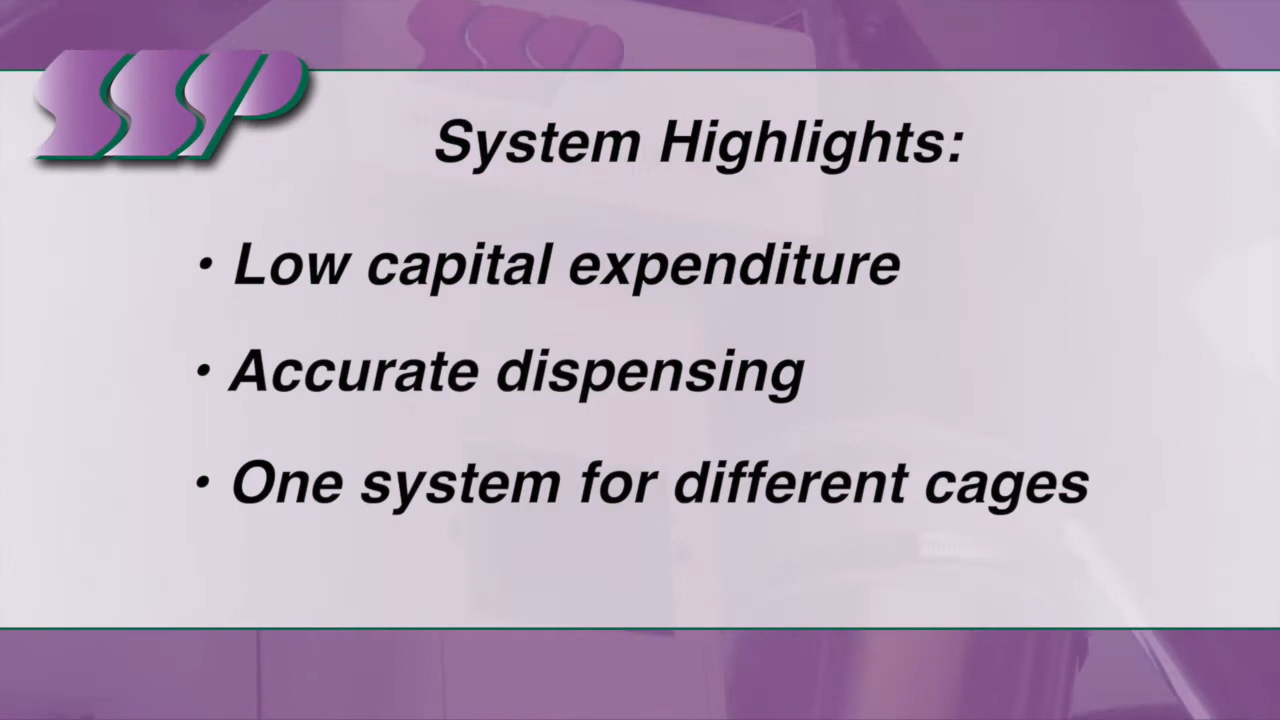 SSP
System Highlights:
• Low capital expenditure
• Accurate dispensing
• One system for different cages